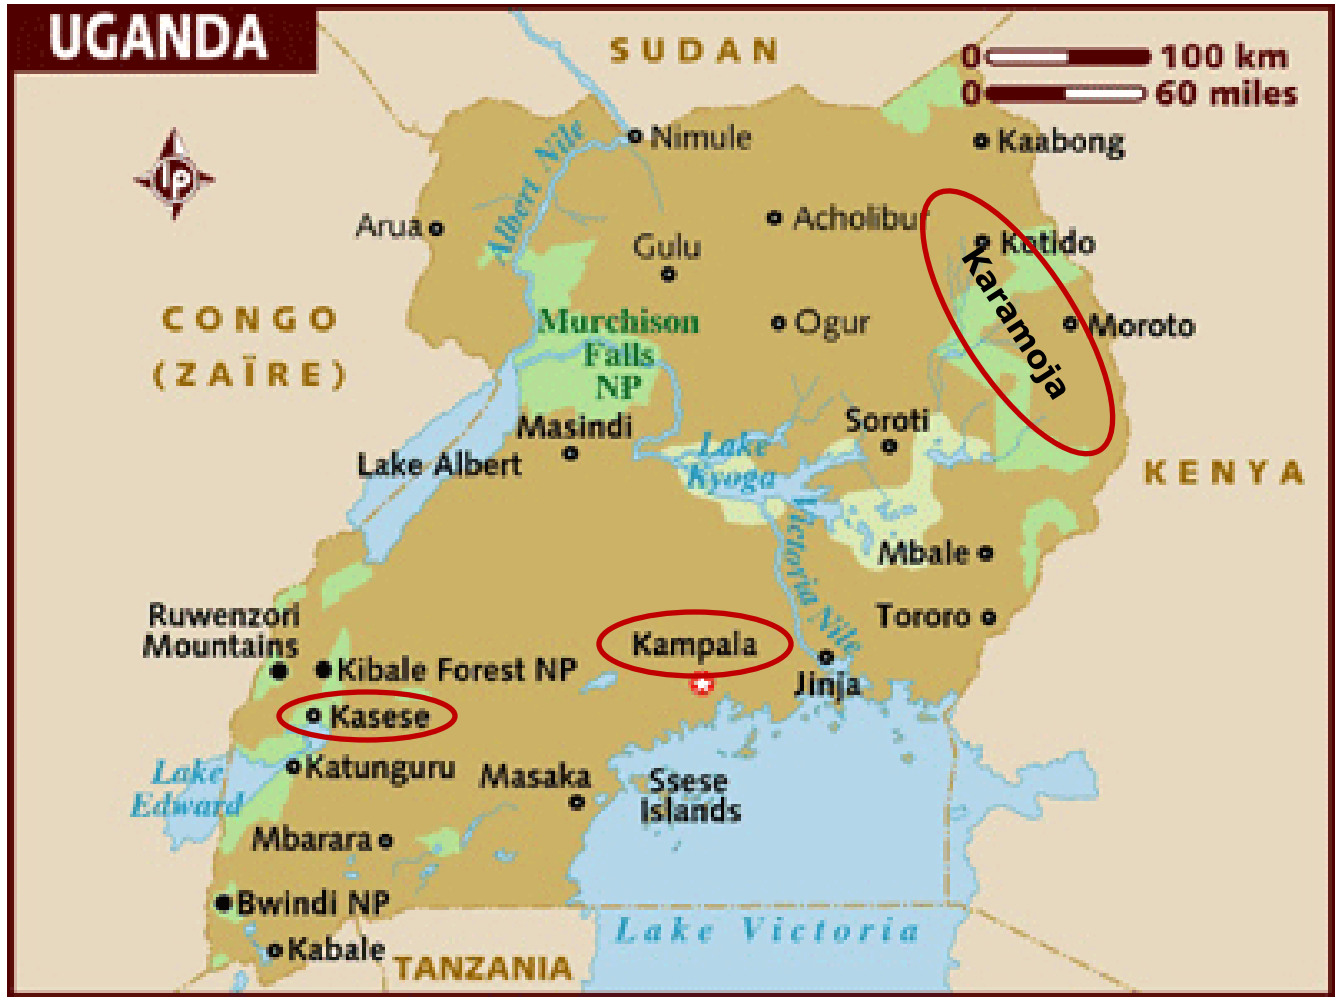 UGANDA
SUDAN
0 100 km
0 60 miles
lp
Nimule
Kaabong
Albert Nile
Arua
Acholibur
Gulu
Kotido
Karamoja
CONGO
(ZAÏRE)
Murchison
Falls
NP
Ogur
Moroto
Masindi
Soroti
Lake Albert
Lake
Kyoga
KENYA
Victoria Nile
Mbale
Ruwenzori
Mountains
Tororo
Kampala
Kibale Forest NP
Jinja
Kasese
Lake
Edward
Katunguru
Masaka
Ssese
Islands
Mbarara
Bwindi NP
Lake Victoria
Kabale
TANZANIA